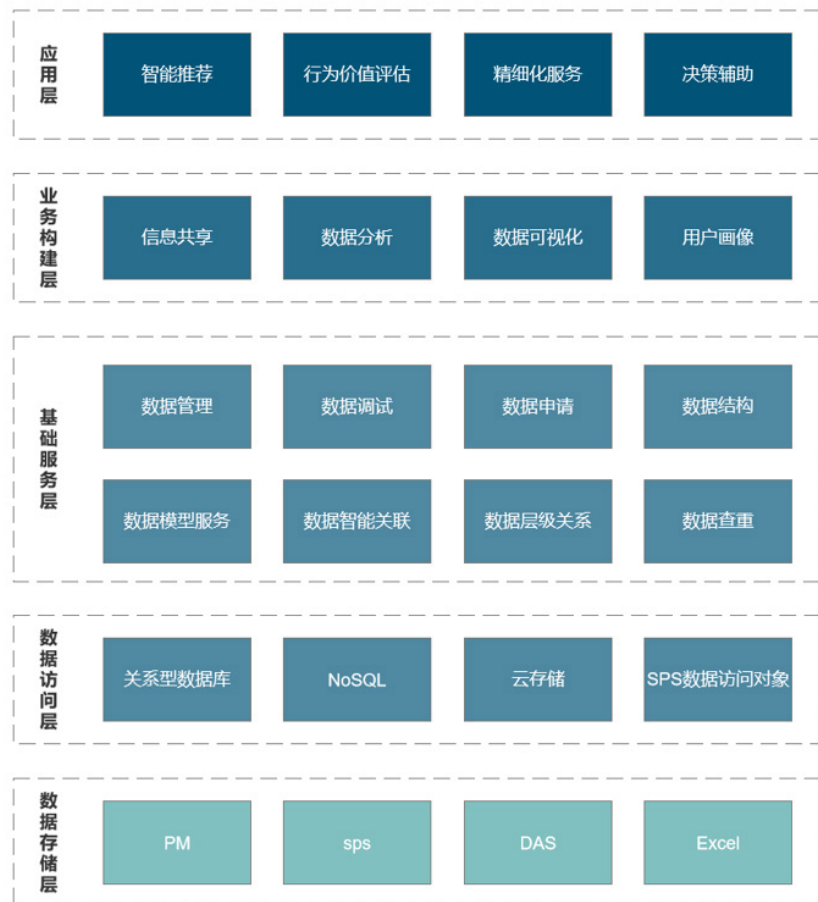 应用层
智能推荐
行为价值评估
精细化服务
决策辅助
业务构建层
信息共享
数据分析
数据可视化
用户画像
基础服务层
数据管理
数据调试
数据申请
数据结构
数据模型服务
数据智能关联
数据层级关系
数据查重
数据访问层
关系型数据库
NoSQL
云存储
SPS数据访问对象
数据存储层
PM
sps
DAS
Excel